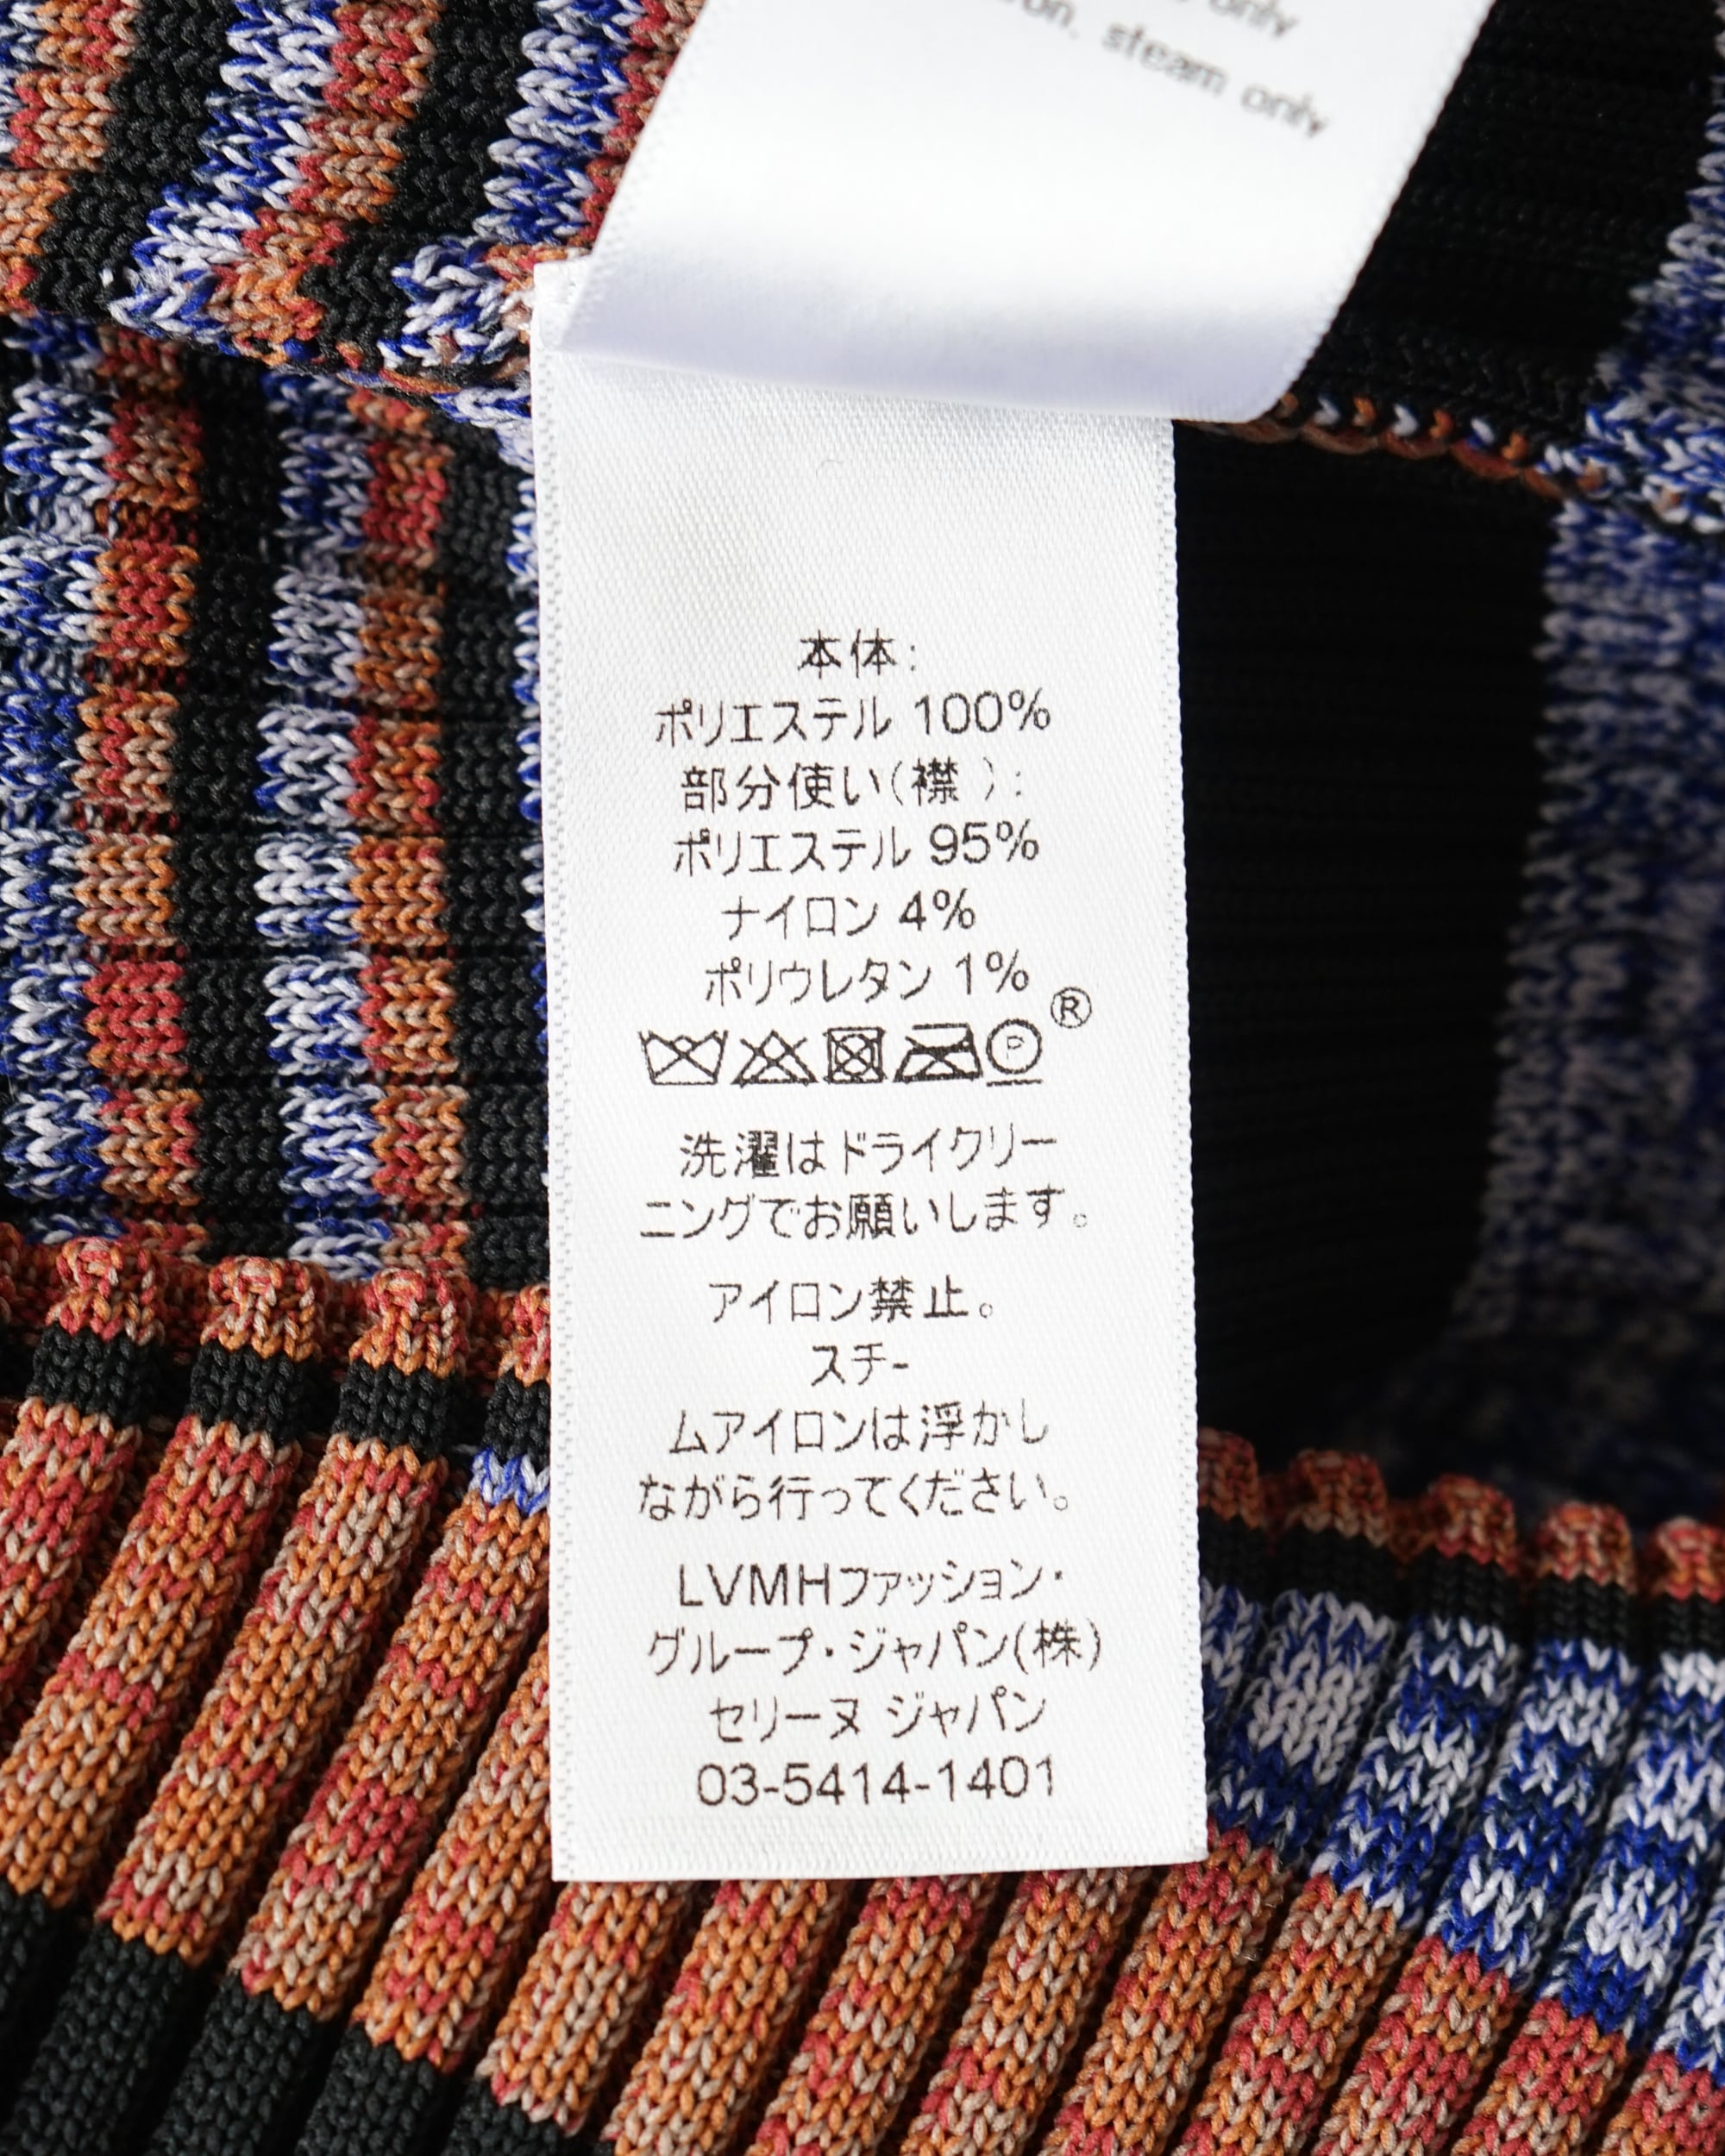 only
steam only
本体:
ポリエステル 100%
部分使い(襟 ):
ポリエステル 95%
ナイロン 4%
ポリウレタン 1%
®
P
洗濯はドライクリー
ニングでお願いします。
アイロン禁止。
スチ-
ムアイロンは浮かし
ながら行ってください。
LVMHファッション・
グループ・ジャパン(株)
セリーヌ ジャパン
03-5414-1401